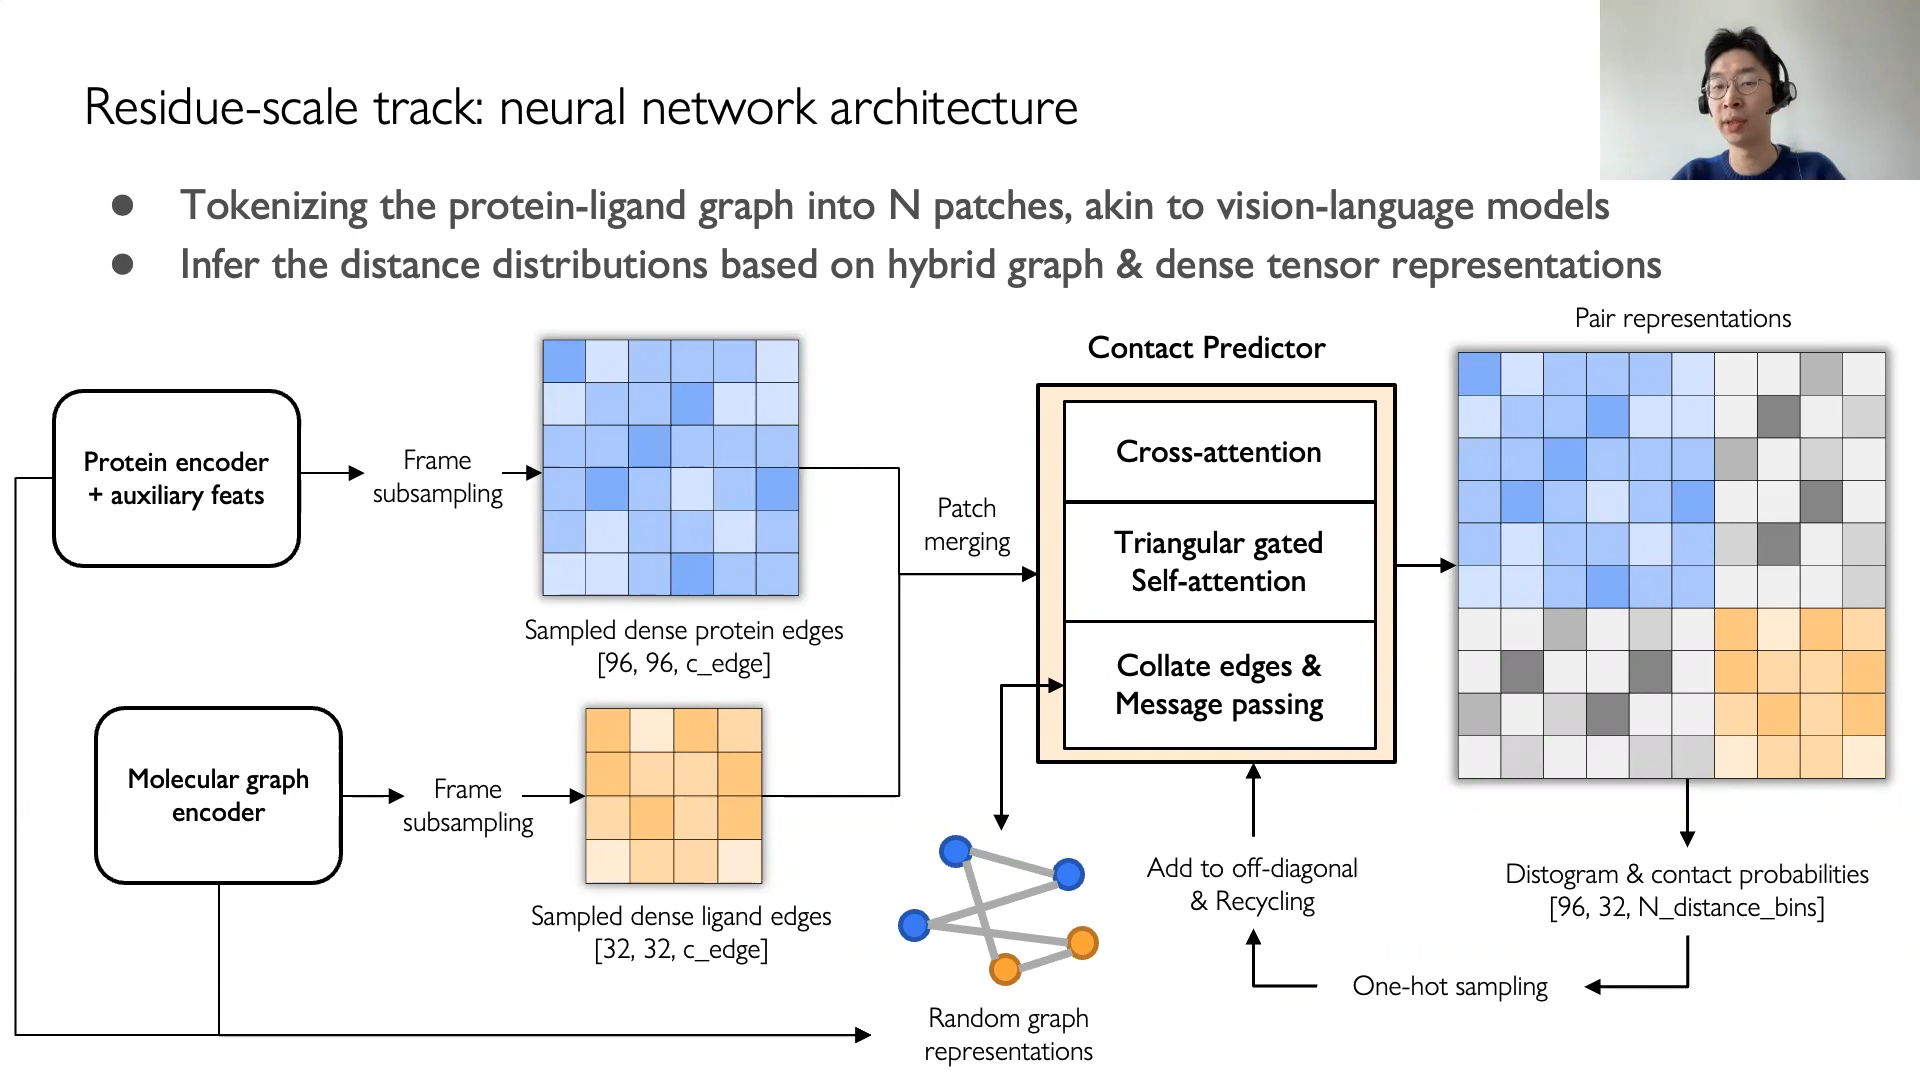 Residue-scale track: neural network architecture
● Tokenizing the protein-ligand graph into N patches, akin to vision-language models
● Infer the distance distributions based on hybrid graph & dense tensor representations
Protein encoder
+ auxiliary feats
Frame
subsampling
Sampled dense protein edges
[96, 96, c_edge]
Molecular graph
encoder
Frame
subsampling
Sampled dense ligand edges
[32, 32, c_edge]
Patch
merging
Contact Predictor
Cross-attention
Triangular gated
Self-attention
Collate edges &
Message passing
Random graph
representations
Add to off-diagonal
& Recycling
Pair representations
Distogram & contact probabilities
[96, 32, N_distance_bins]
One-hot sampling